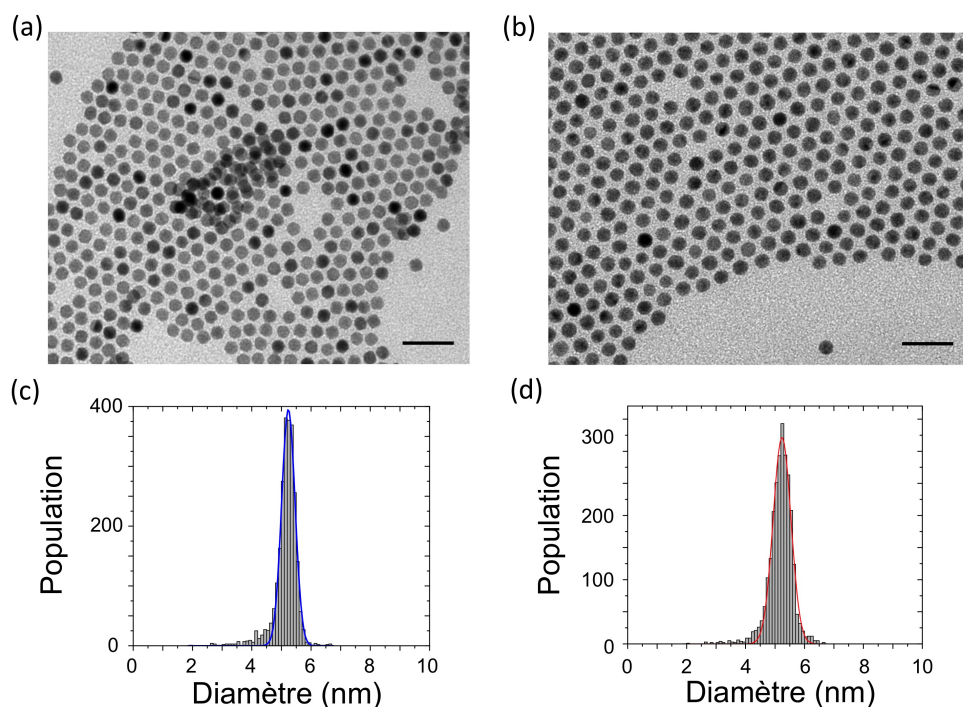 (a)
(b)
(c)
(d)
400
200
0
Population
0 2 4 6 8 10
Diamètre (nm)
300
200
100
0
Population
0 2 4 6 8 10
Diamètre (nm)